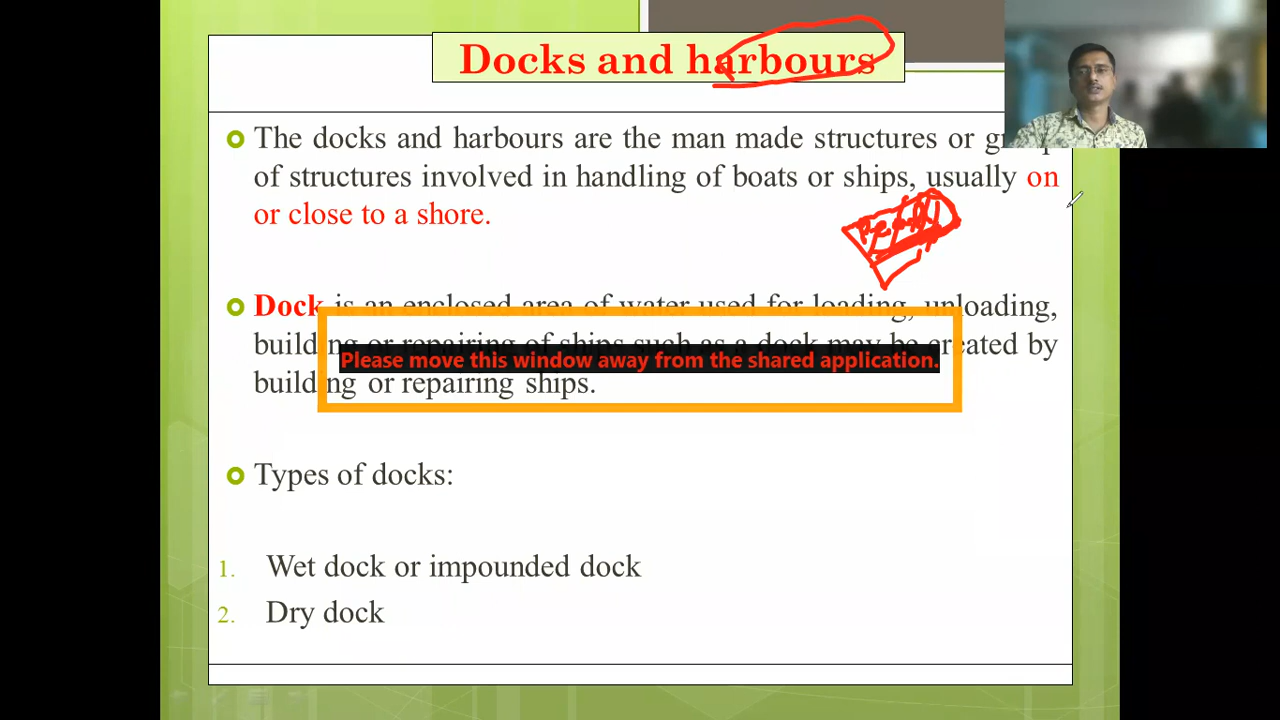 Docks and harbours
The docks and harbours are the man made structures or group
of structures involved in handling of boats or ships, usually on
or close to a shore.
Dock is an enclosed area of water used for loading, unloading,
building or repairing of ships such as a dock may be created by
building or repairing ships.
Please move this window away from the shared application.
Types of docks:
1. Wet dock or impounded dock
2. Dry dock